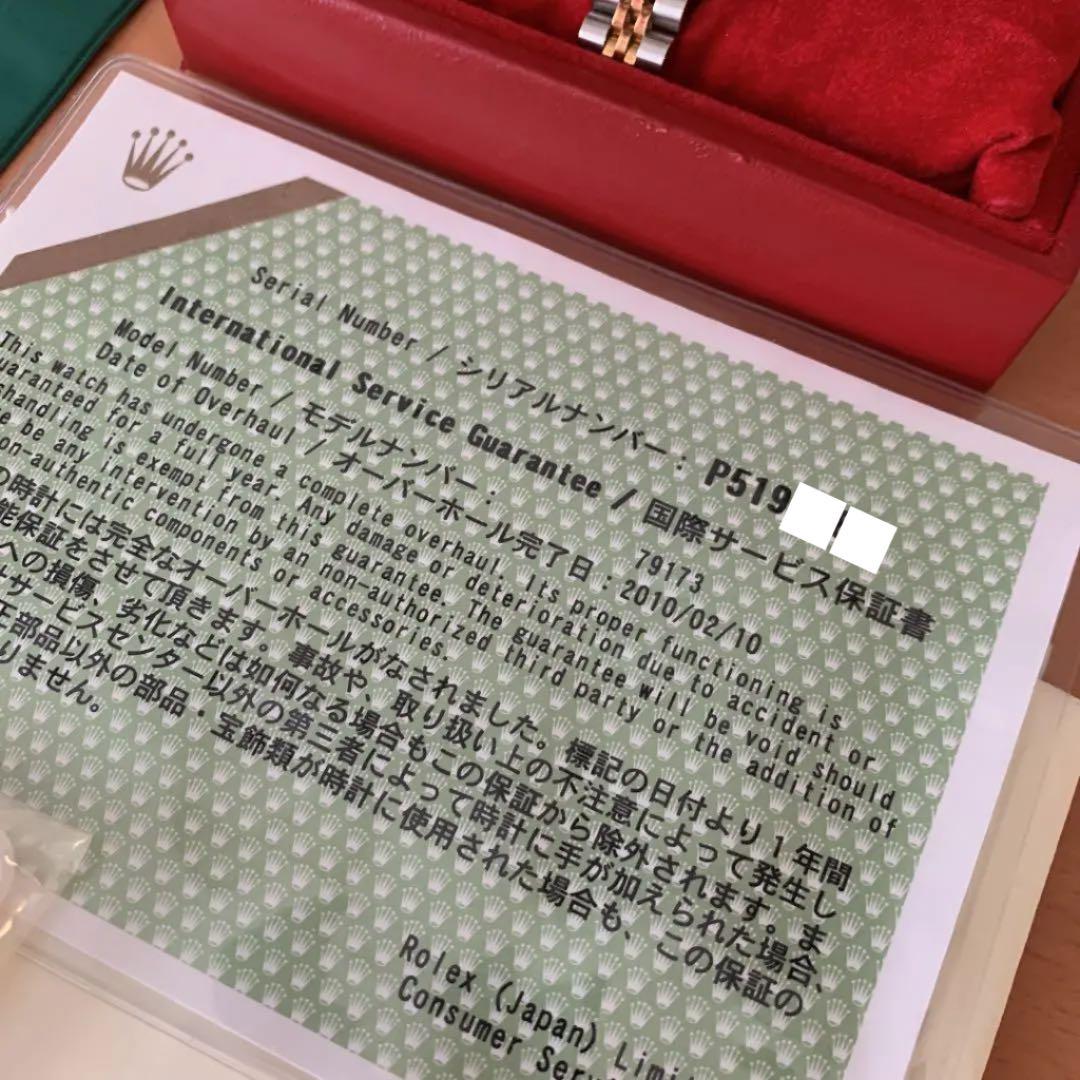 Serial Number / シリアルナンバー: P519
International Service Guarantee / 国際サービス保証書
Model Number / モデルナンバー: 79173
Date of Overhaul / オーバーホール完了日: 2010/02/10
This watch has undergone a complete overhaul. Its proper functioning is
guaranteed for a full year. Any damage or deterioration due to accident or
handling is exempt from this guarantee. The guarantee will be void should
be any intervention by an non-authorized third party or the addition of
non-authentic components or accessories.
の時計には完全なオーバーホールがなされました。標記の日付より1年間
能保証をさせて頂きます。事故や、取り扱い上の不注意によって発生し
への損傷、劣化などは如何なる場合もこの保証から除外されます。ま
サービスセンター以外の第三者によって時計に手が加えられた場合、
正部品以外の部品・宝飾類が時計に使用された場合も、この保証の
りません。
Rolex (Japan) Limi
Consumer Serv